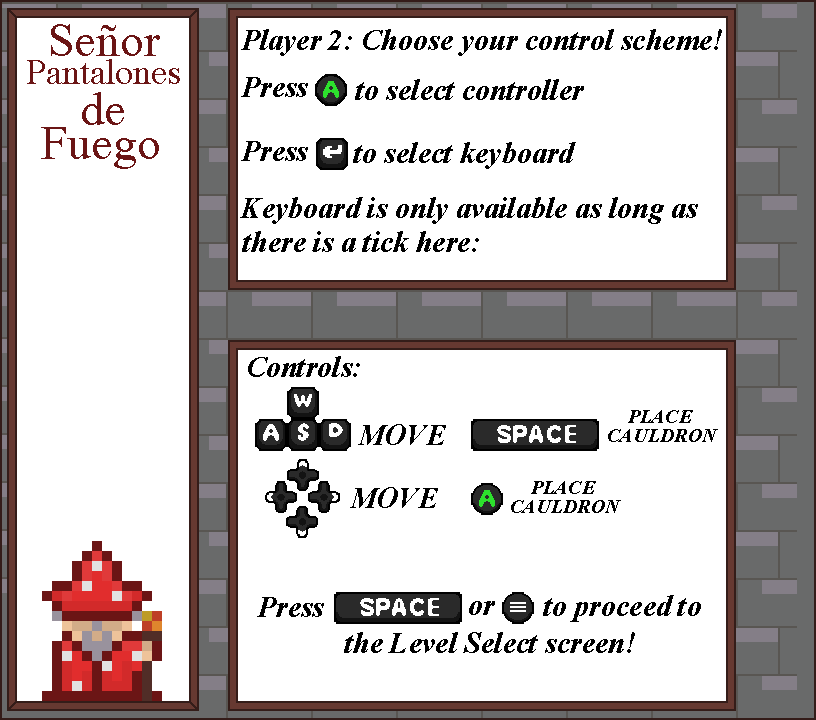 Señor
Pantalones
de
Fuego
Player 2: Choose your control scheme!
Press A to select controller
Press to select keyboard
Keyboard is only available as long as
there is a tick here:
Controls:
W
A S D MOVE
SPACE PLACE
CAULDRON
MOVE
A PLACE
CAULDRON
Press SPACE or to proceed to
the Level Select screen!